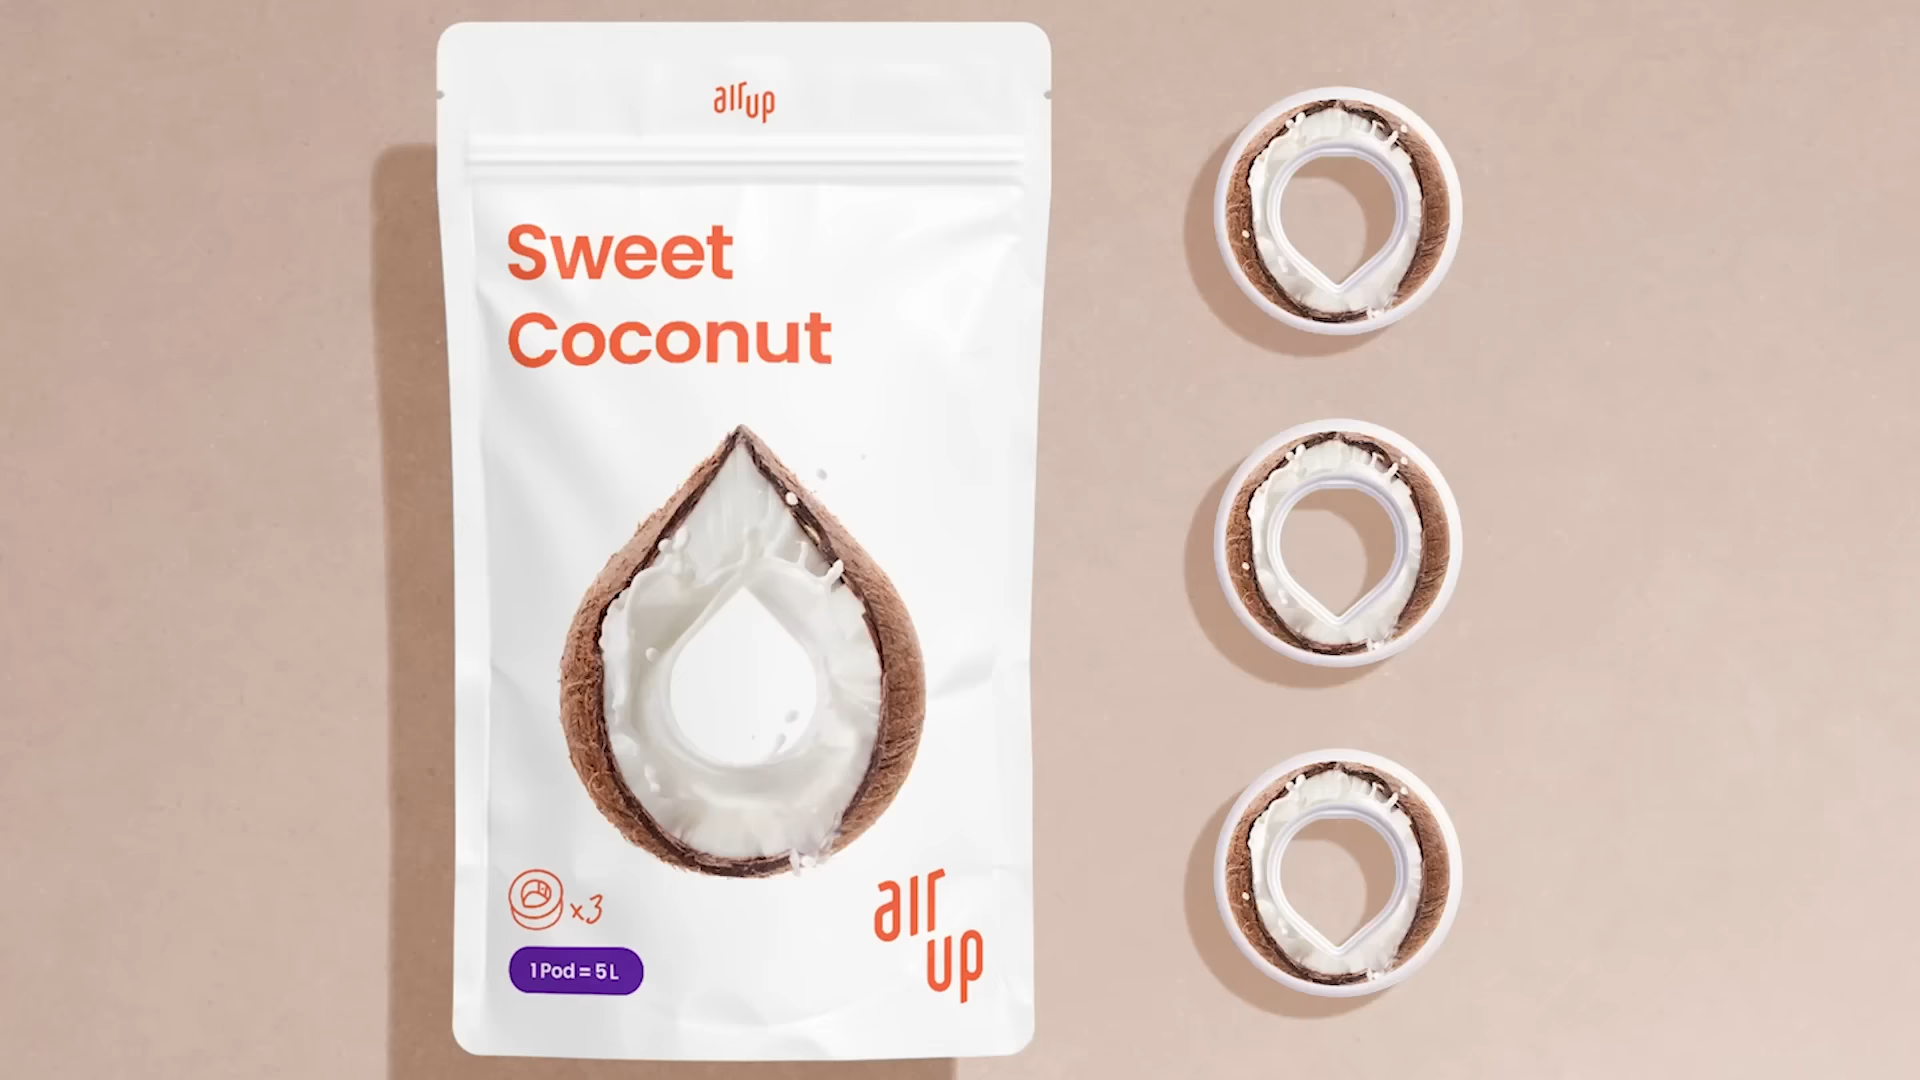 air up
Sweet
Coconut
x3
1 Pod = 5 L
air
up